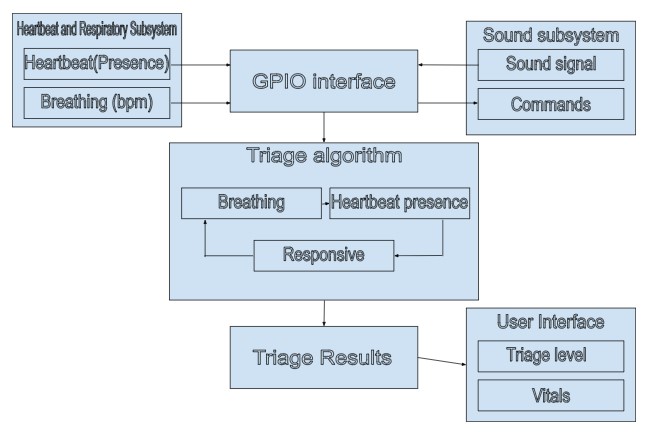 Heartbeat and Respiratory Subsystem
Heartbeat(Presence)
Breathing (bpm)
GPIO interface
Sound subsystem
Sound signal
Commands
Triage algorithm
Breathing
Heartbeat presence
Responsive
Triage Results
User Interface
Triage level
Vitals